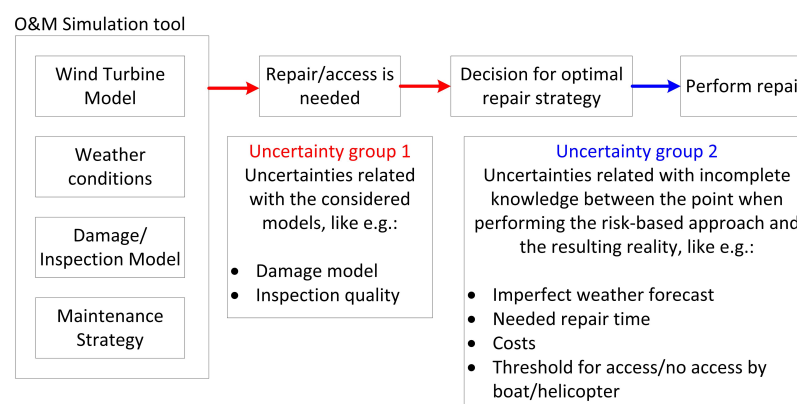 O&M Simulation tool
Wind Turbine
Model
Weather
conditions
Damage/
Inspection Model
Maintenance
Strategy
Repair/access is
needed
Decision for optimal
repair strategy
Perform repai
Uncertainty group 1
Uncertainties related
with the considered
models, like e.g.:
• Damage model
• Inspection quality
Uncertainty group 2
Uncertainties related with incomplete
knowledge between the point when
performing the risk-based approach and
the resulting reality, like e.g.:
• Imperfect weather forecast
• Needed repair time
• Costs
• Threshold for access/no access by
boat/helicopter